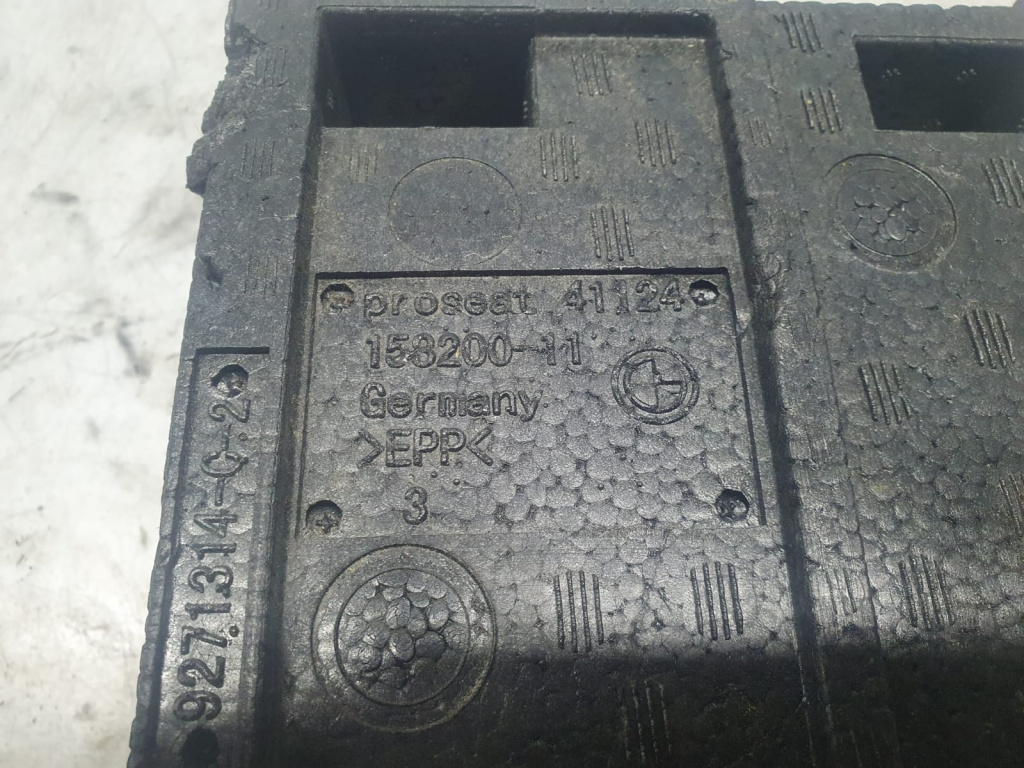 proseat 41124
158200-11
Germany
>EPP<
3
9271314-C.2